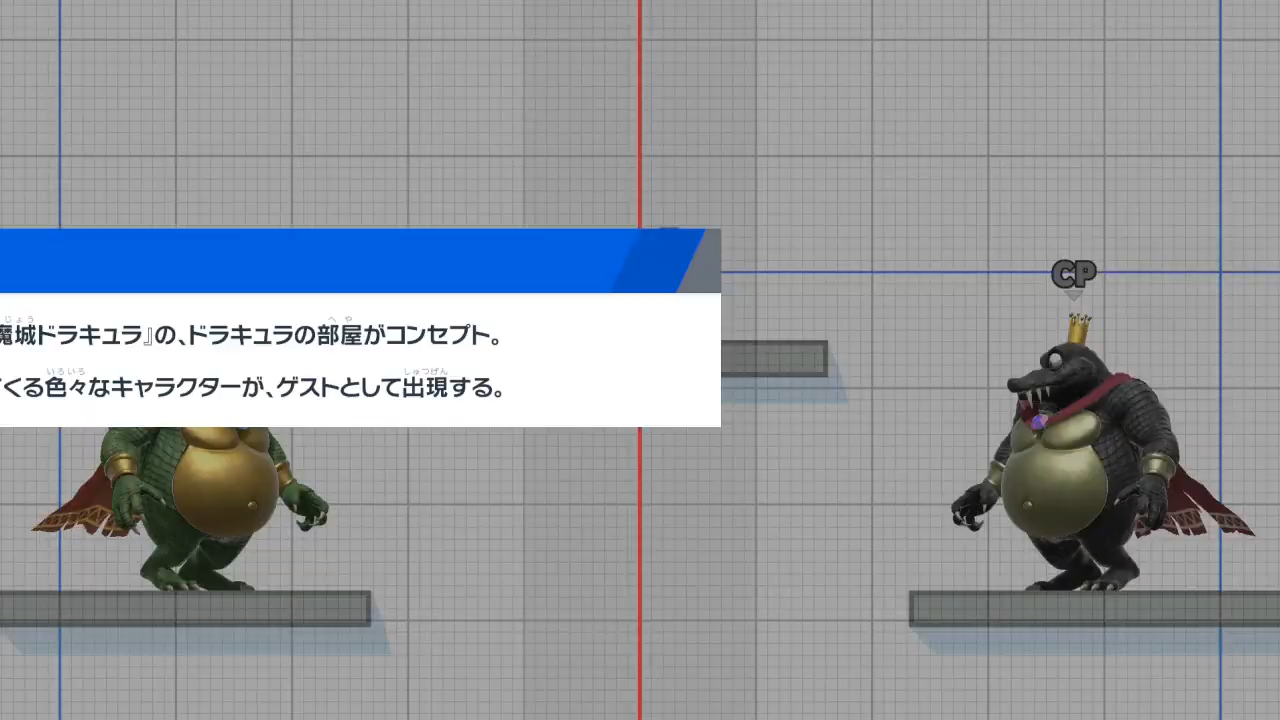 城ドラキュラ』の、ドラキュラの部屋がコンセプト。
くる色々なキャラクターが、ゲストとして出現する。
CP